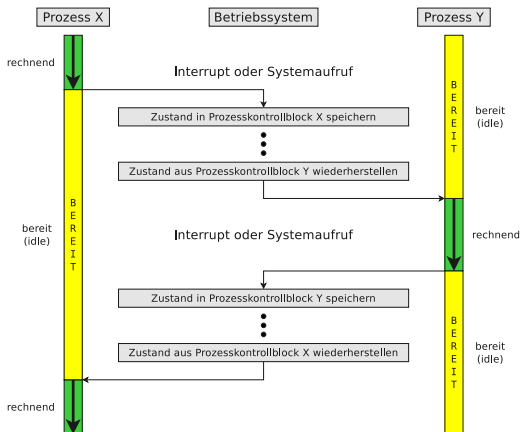 Prozess X
Betriebssystem
Prozess Y
rechnend
Interrupt oder Systemaufruf
BEREIT
bereit
(idle)
Zustand in Prozesskontrollblock X speichern
Zustand aus Prozesskontrollblock Y wiederherstellen
BEREIT
bereit
(idle)
Interrupt oder Systemaufruf
rechnend
Zustand in Prozesskontrollblock Y speichern
Zustand aus Prozesskontrollblock X wiederherstellen
BEREIT
bereit
(idle)
rechnend